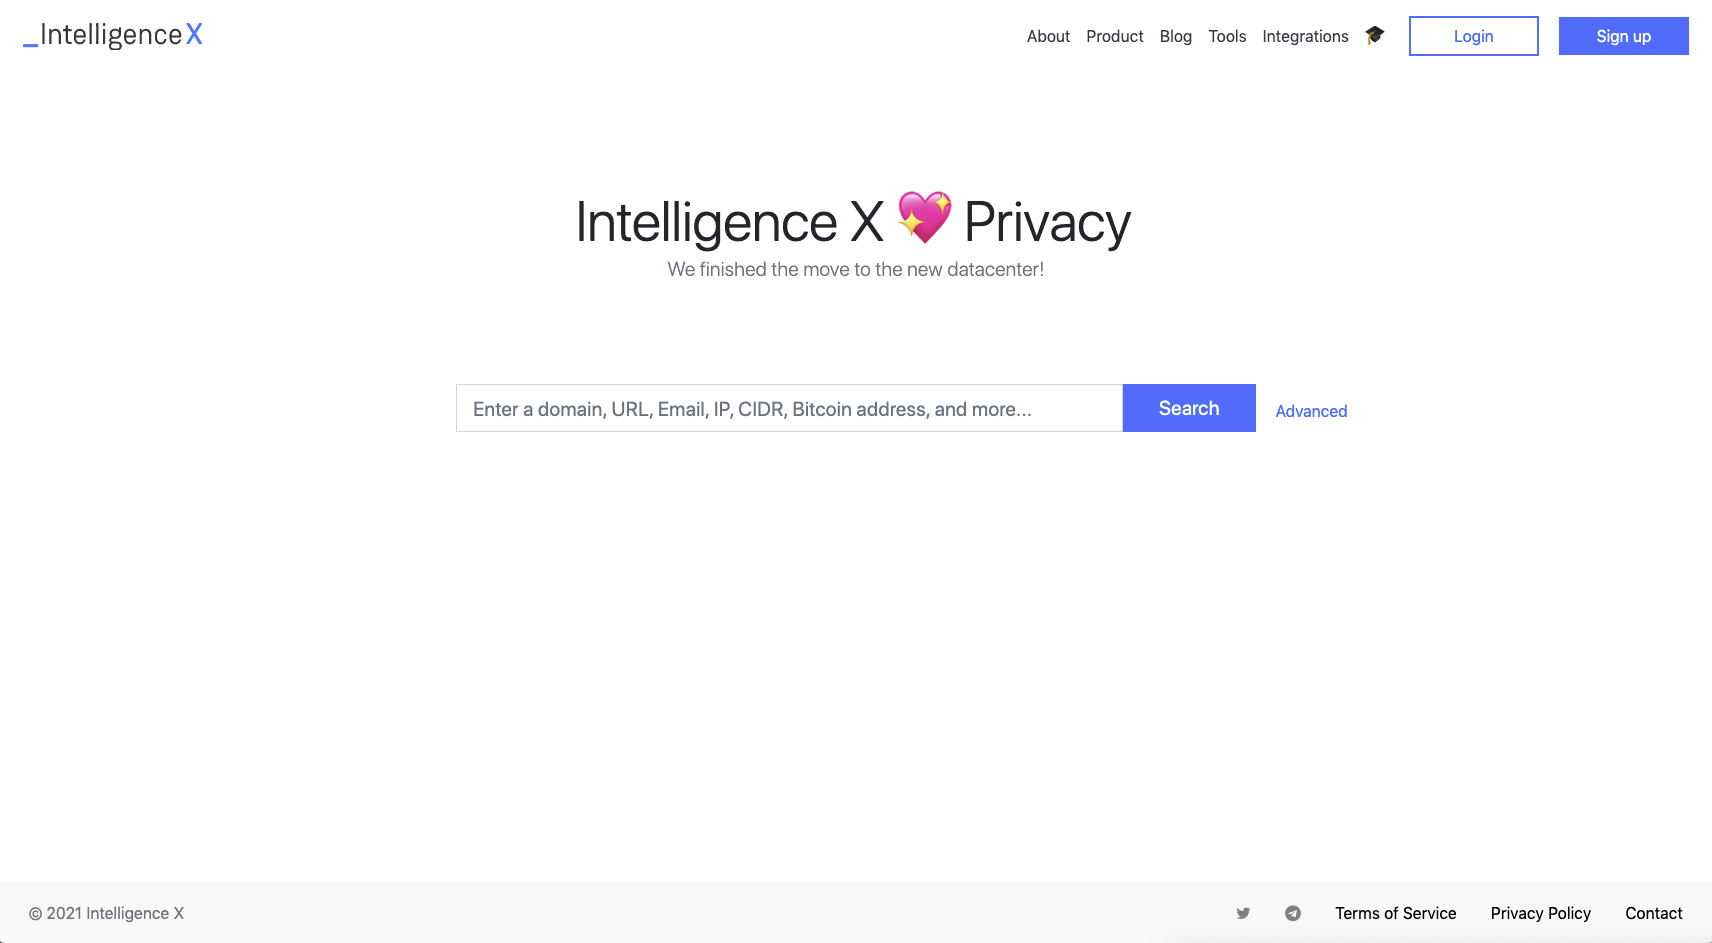 _IntelligenceX
About Product Blog Tools Integrations 🎓 Login Sign up
Intelligence X 💖 Privacy
We finished the move to the new datacenter!
Enter a domain, URL, Email, IP, CIDR, Bitcoin address, and more... Search Advanced
© 2021 Intelligence X Terms of Service Privacy Policy Contact